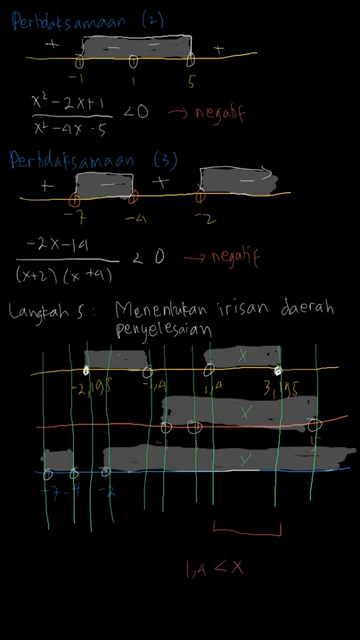 Pertidaksamaan (2)
+ - - +
-1 1 5
x² - 2x + 1 / x² - 4x - 5 < 0 → negatif
Pertidaksamaan (3)
+ - + -
-7 -4 -2
-2x - 14 / (x+2) (x+4) < 0 → negatif
Langkah 5 : Menentukan irisan daerah
penyelesaian
X
-2,195 -1,4 1,4 3,195
X
Y
-7 -4 -2
1,4 < X